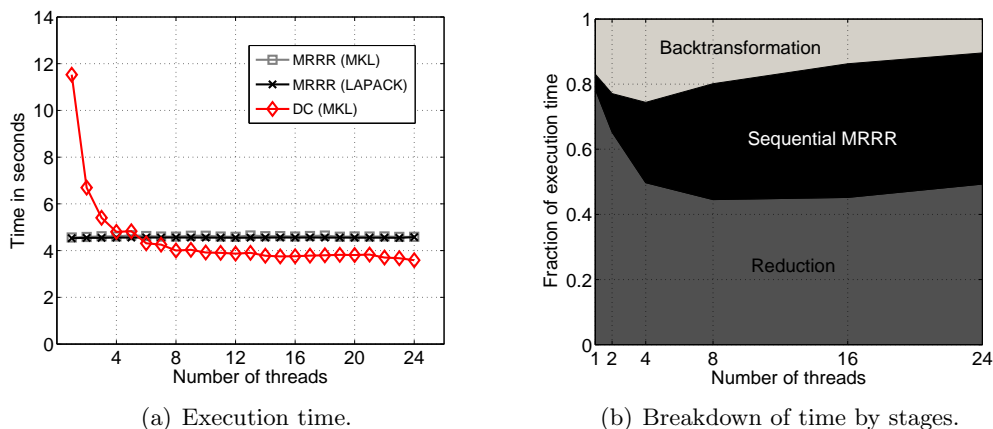 14
12
10
8
6
4
2
0
Time in seconds
MRRR (MKL)
MRRR (LAPACK)
DC (MKL)
4 8 12 16 20 24
Number of threads
(a) Execution time.
1
0.8
0.6
0.4
0.2
0
Fraction of execution time
Backtransformation
Sequential MRRR
Reduction
1 2 4 8 16 24
Number of threads
(b) Breakdown of time by stages.